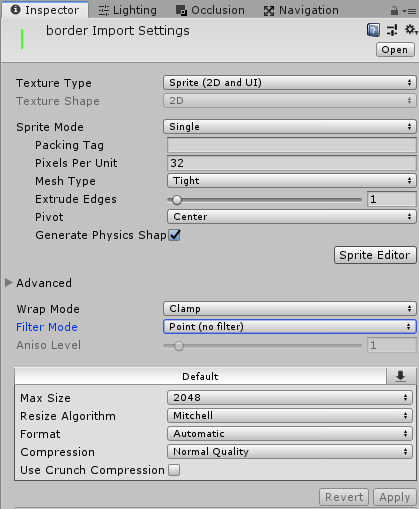 Inspector Lighting Occlusion Navigation
border Import Settings
Open
Texture Type Sprite (2D and UI)
Texture Shape 2D
Sprite Mode Single
Packing Tag
Pixels Per Unit 32
Mesh Type Tight
Extrude Edges 1
Pivot Center
Generate Physics Shap
Sprite Editor
Advanced
Wrap Mode Clamp
Filter Mode Point (no filter)
Aniso Level 1
Default
Max Size 2048
Resize Algorithm Mitchell
Format Automatic
Compression Normal Quality
Use Crunch Compression
Revert Apply